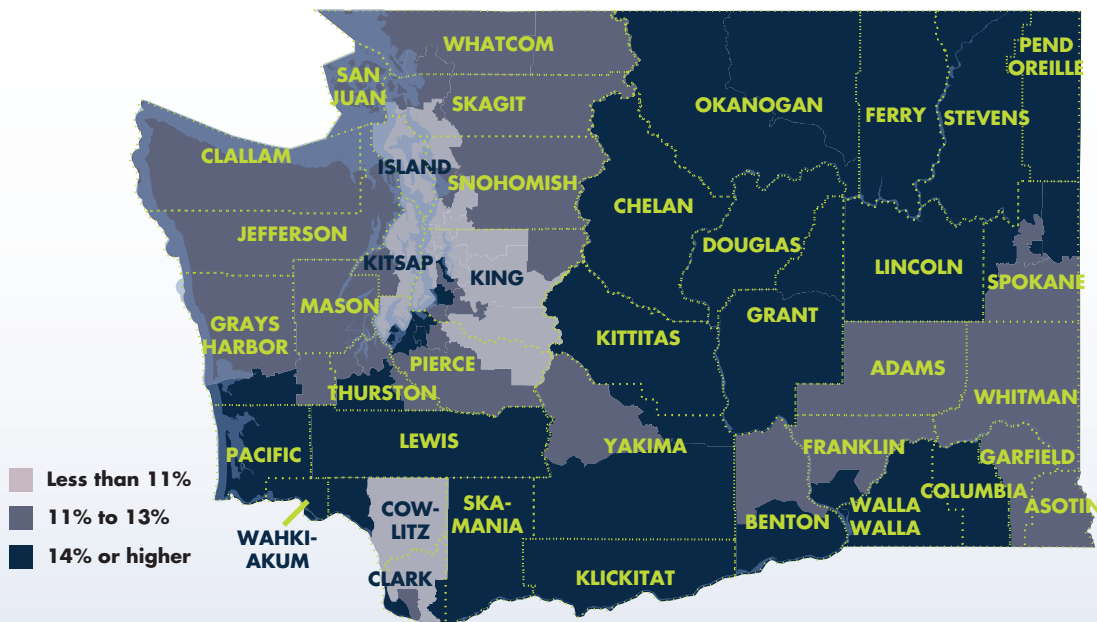 WHATCOM
PEND
OREILLE
SAN
JUAN
SKAGIT
OKANOGAN
FERRY
STEVENS
CLALLAM
ISLAND
SNOHOMISH
CHELAN
JEFFERSON
DOUGLAS
KITSAP
KING
LINCOLN
SPOKANE
MASON
GRANT
GRAYS
HARBOR
KITTITAS
PIERCE
ADAMS
THURSTON
WHITMAN
LEWIS
YAKIMA
FRANKLIN
PACIFIC
GARFIELD
Less than 11%
COLUMBIA
ASOTIN
COW-
LITZ
SKA-
MANIA
WALLA
WALLA
11% to 13%
BENTON
WAHKI-
AKUM
14% or higher
CLARK
KLICKITAT